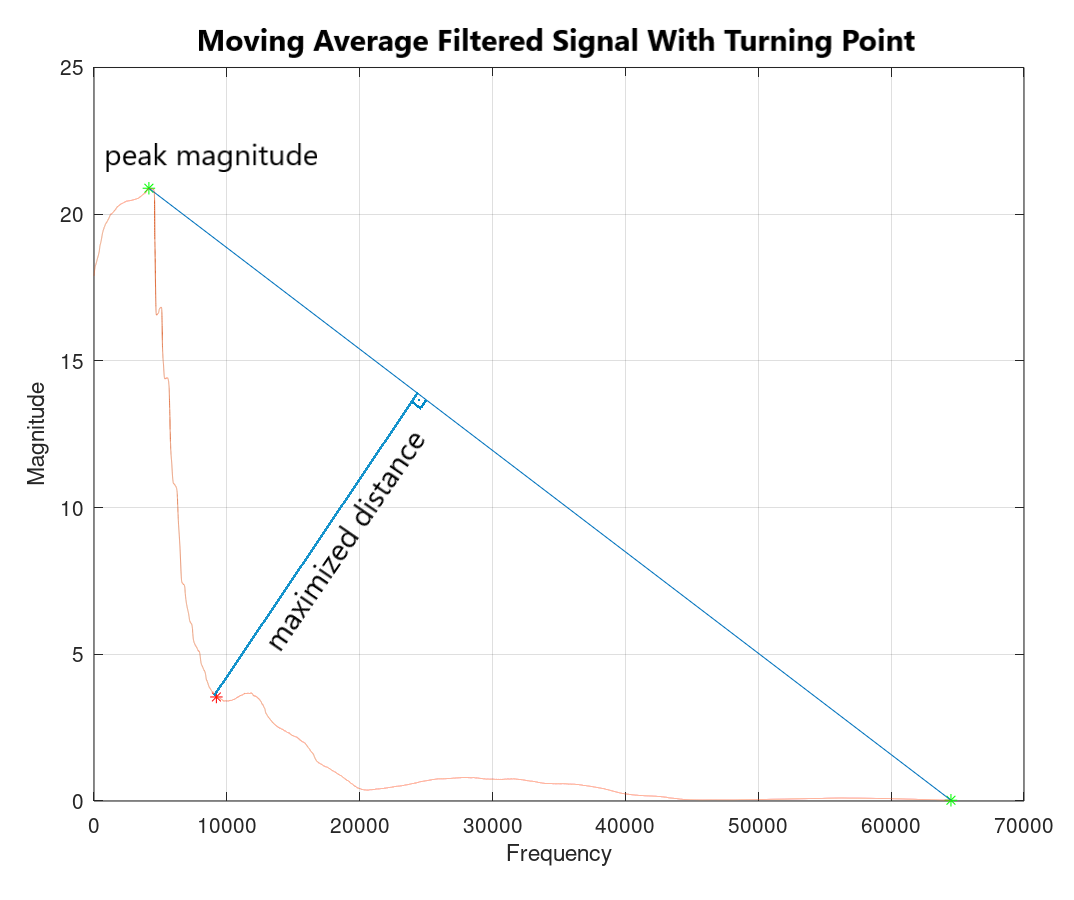 Moving Average Filtered Signal With Turning Point
25
peak magnitude
20
15
Magnitude
maximized distance
10
5
0
0 10000 20000 30000 40000 50000 60000 70000
Frequency